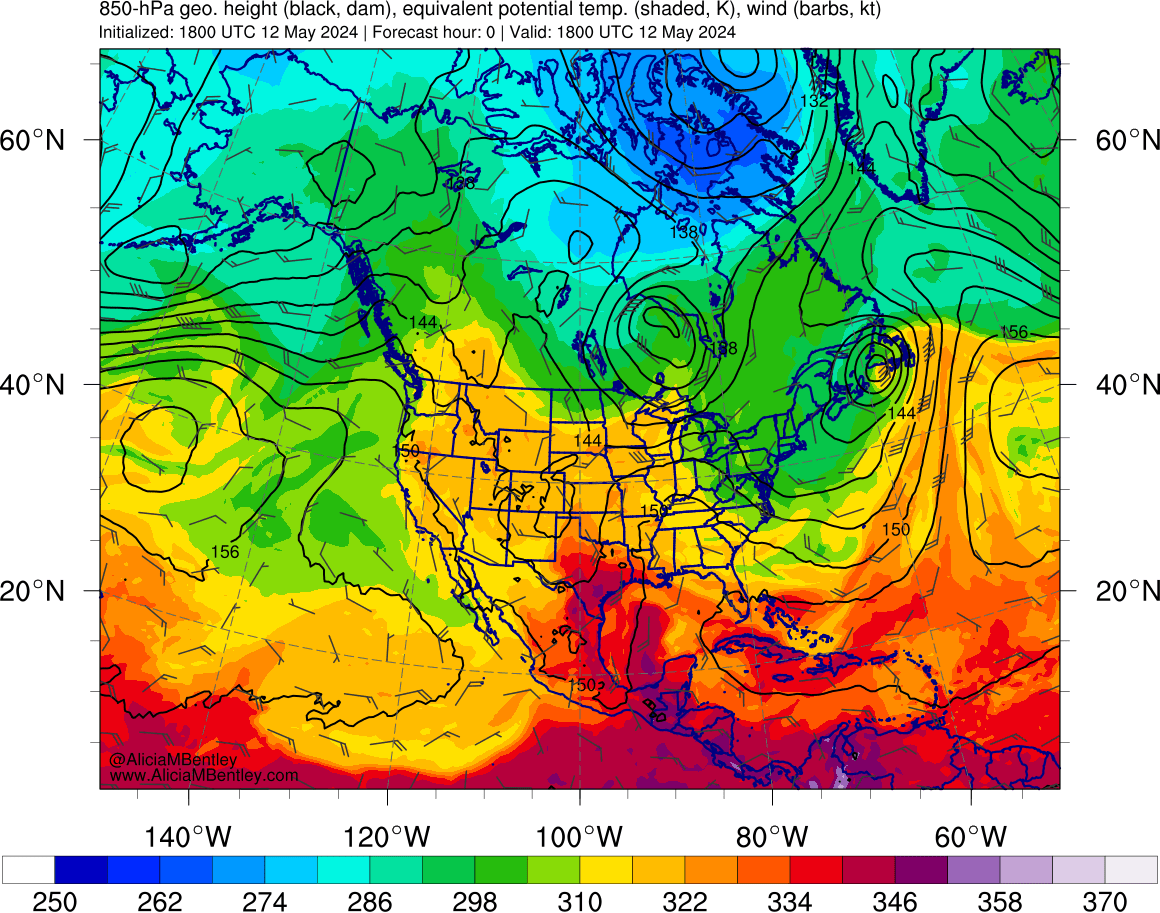 850-hPa geo. height (black, dam), equivalent potential temp. (shaded, K), wind (barbs, kt)
Initialized: 1800 UTC 12 May 2024 | Forecast hour: 0 | Valid: 1800 UTC 12 May 2024
132
60°N 60°N
144
138
138
144 156
138
40°N 40°N
144
144
50
150
150
156
20°N 20°N
150
@AliciaMBentley
www.AliciaMBentley.com
140°W 120°W 100°W 80°W 60°W
250 262 274 286 298 310 322 334 346 358 370